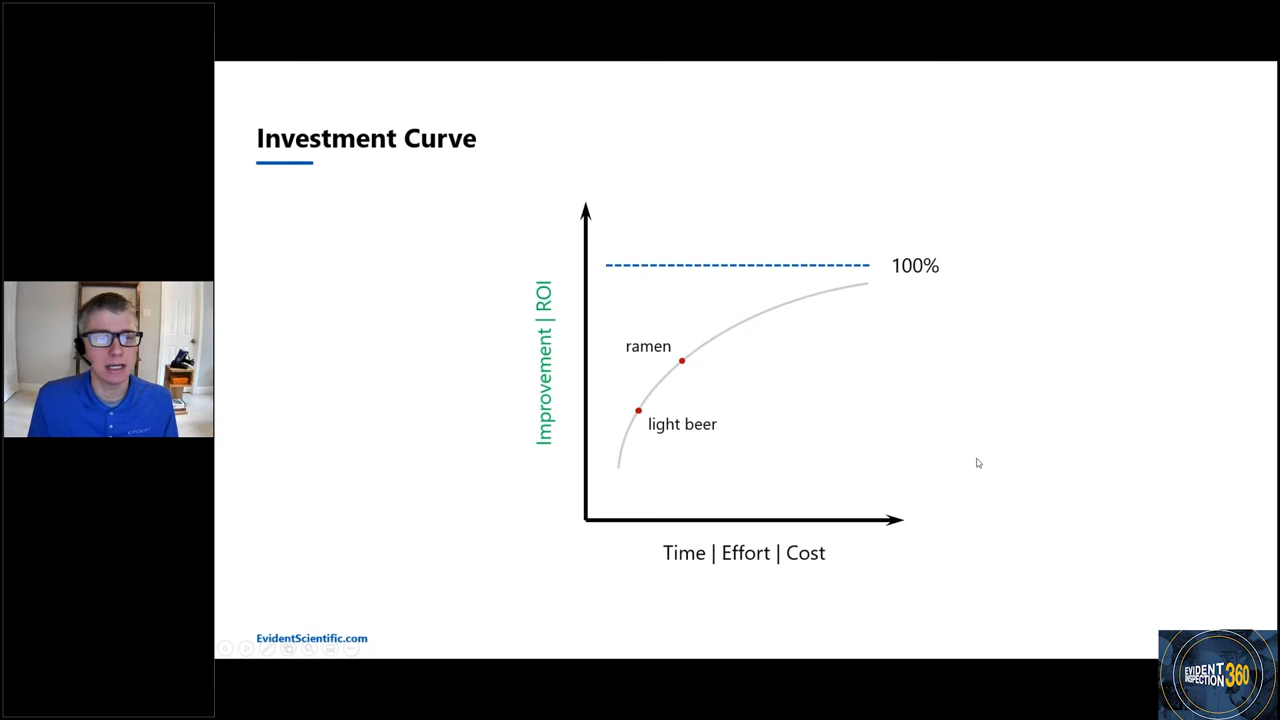 Investment Curve
100%
Improvement | ROI
ramen
light beer
Time | Effort | Cost
EvidentScientific.com
EVIDENT
INSPECTION 360